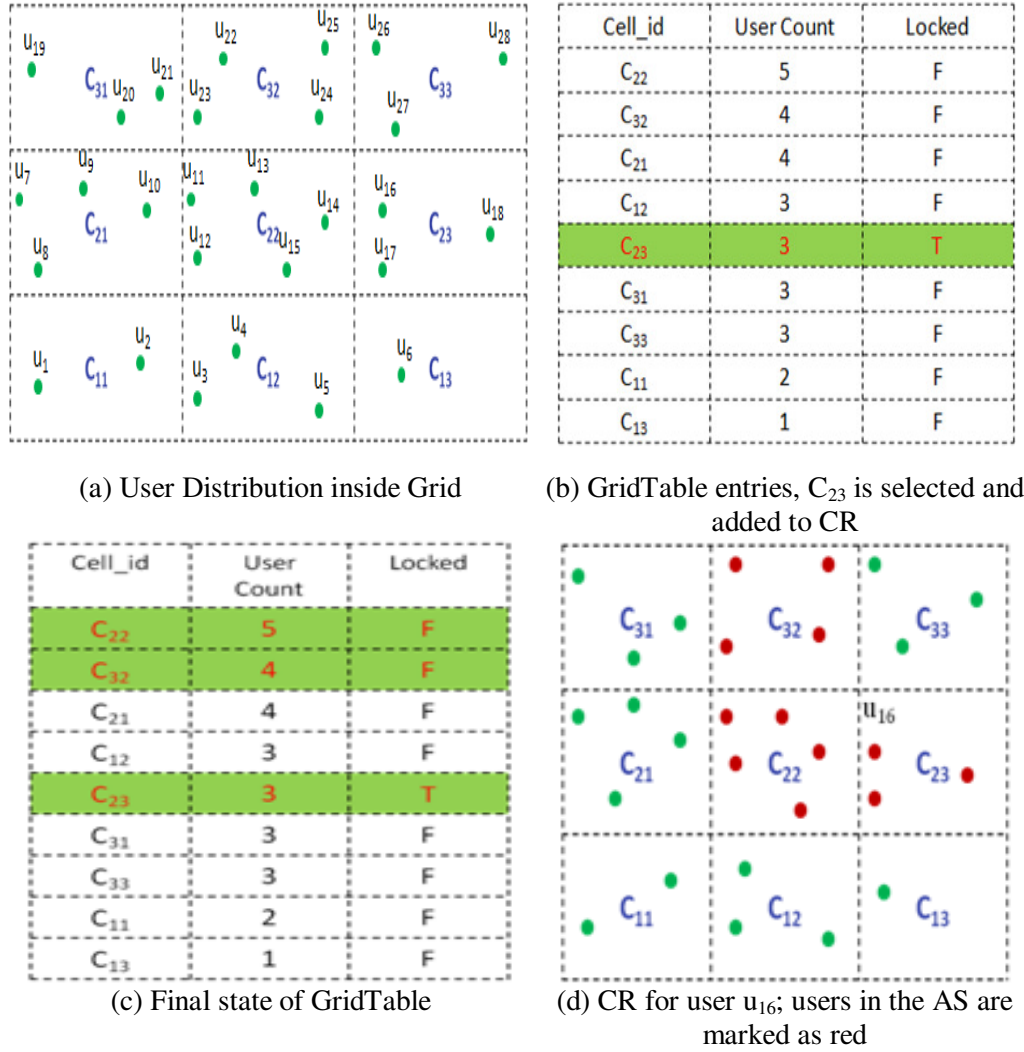 u19
u20
u21
C31
u22
u23
u24
u25
C32
u26
u27
u28
C33
u7
u8
u9
u10
C21
u11
u12
u13
u14
u15
C22
u16
u17
u18
C23
u1
u2
C11
u3
u4
u5
C12
u6
C13
(a) User Distribution inside Grid
Cell_id User Count Locked
C22 5 F
C32 4 F
C21 4 F
C12 3 F
C23 3 T
C31 3 F
C33 3 F
C11 2 F
C13 1 F
(b) GridTable entries, C23 is selected and
added to CR
Cell_id User Locked
Count
C22 5 F
C32 4 F
C21 4 F
C12 3 F
C23 3 T
C31 3 F
C33 3 F
C11 2 F
C13 1 F
(c) Final state of GridTable
C31 C32 C33
u16
C21 C22 C23
C11 C12 C13
(d) CR for user u16; users in the AS are
marked as red